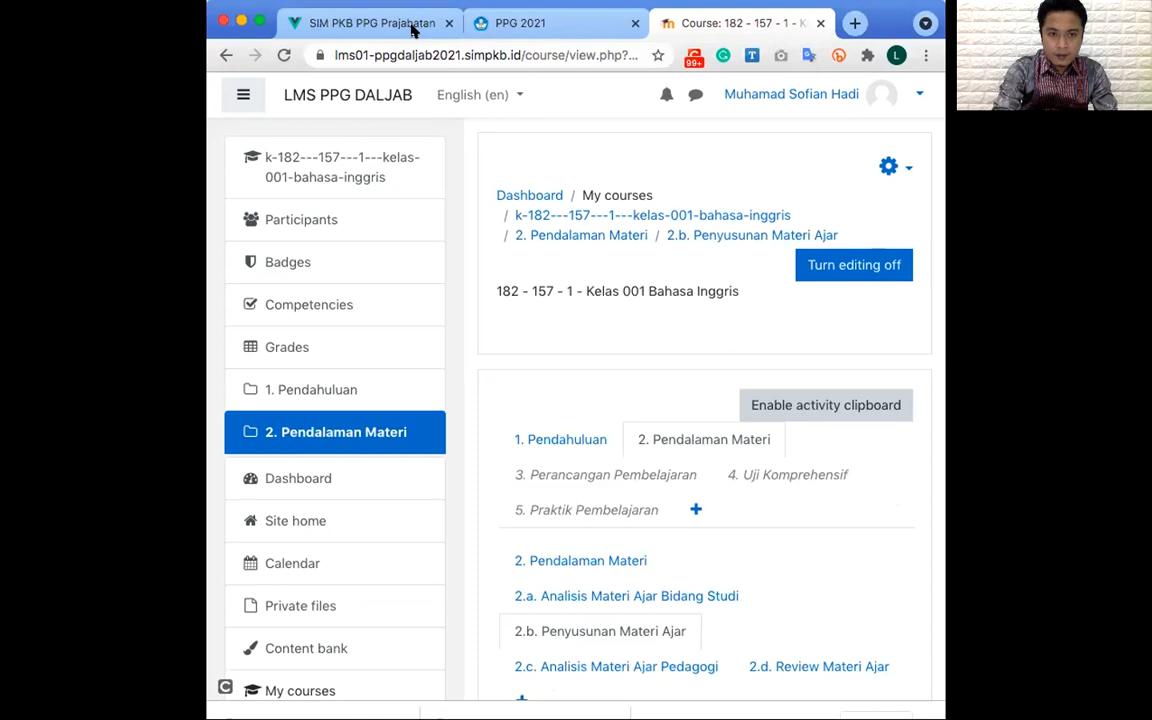 SIM PKB PPG Prajabatan
PPG 2021
Course: 182 - 157 - 1 - K
lms01-ppgdaljab2021.simpkb.id/course/view.php?...
99+
T
b
L
LMS PPG DALJAB
English (en)
Muhamad Sofian Hadi
k-182---157---1---kelas-
001-bahasa-inggris
Participants
Badges
Competencies
Grades
1. Pendahuluan
2. Pendalaman Materi
Dashboard
Site home
Calendar
Private files
Content bank
My courses
Dashboard / My courses
/ k-182---157---1---kelas-001-bahasa-inggris
/ 2. Pendalaman Materi / 2.b. Penyusunan Materi Ajar
Turn editing off
182 - 157 - 1 - Kelas 001 Bahasa Inggris
Enable activity clipboard
1. Pendahuluan
2. Pendalaman Materi
3. Perancangan Pembelajaran
4. Uji Komprehensif
5. Praktik Pembelajaran
2. Pendalaman Materi
2.a. Analisis Materi Ajar Bidang Studi
2.b. Penyusunan Materi Ajar
2.c. Analisis Materi Ajar Pedagogi
2.d. Review Materi Ajar